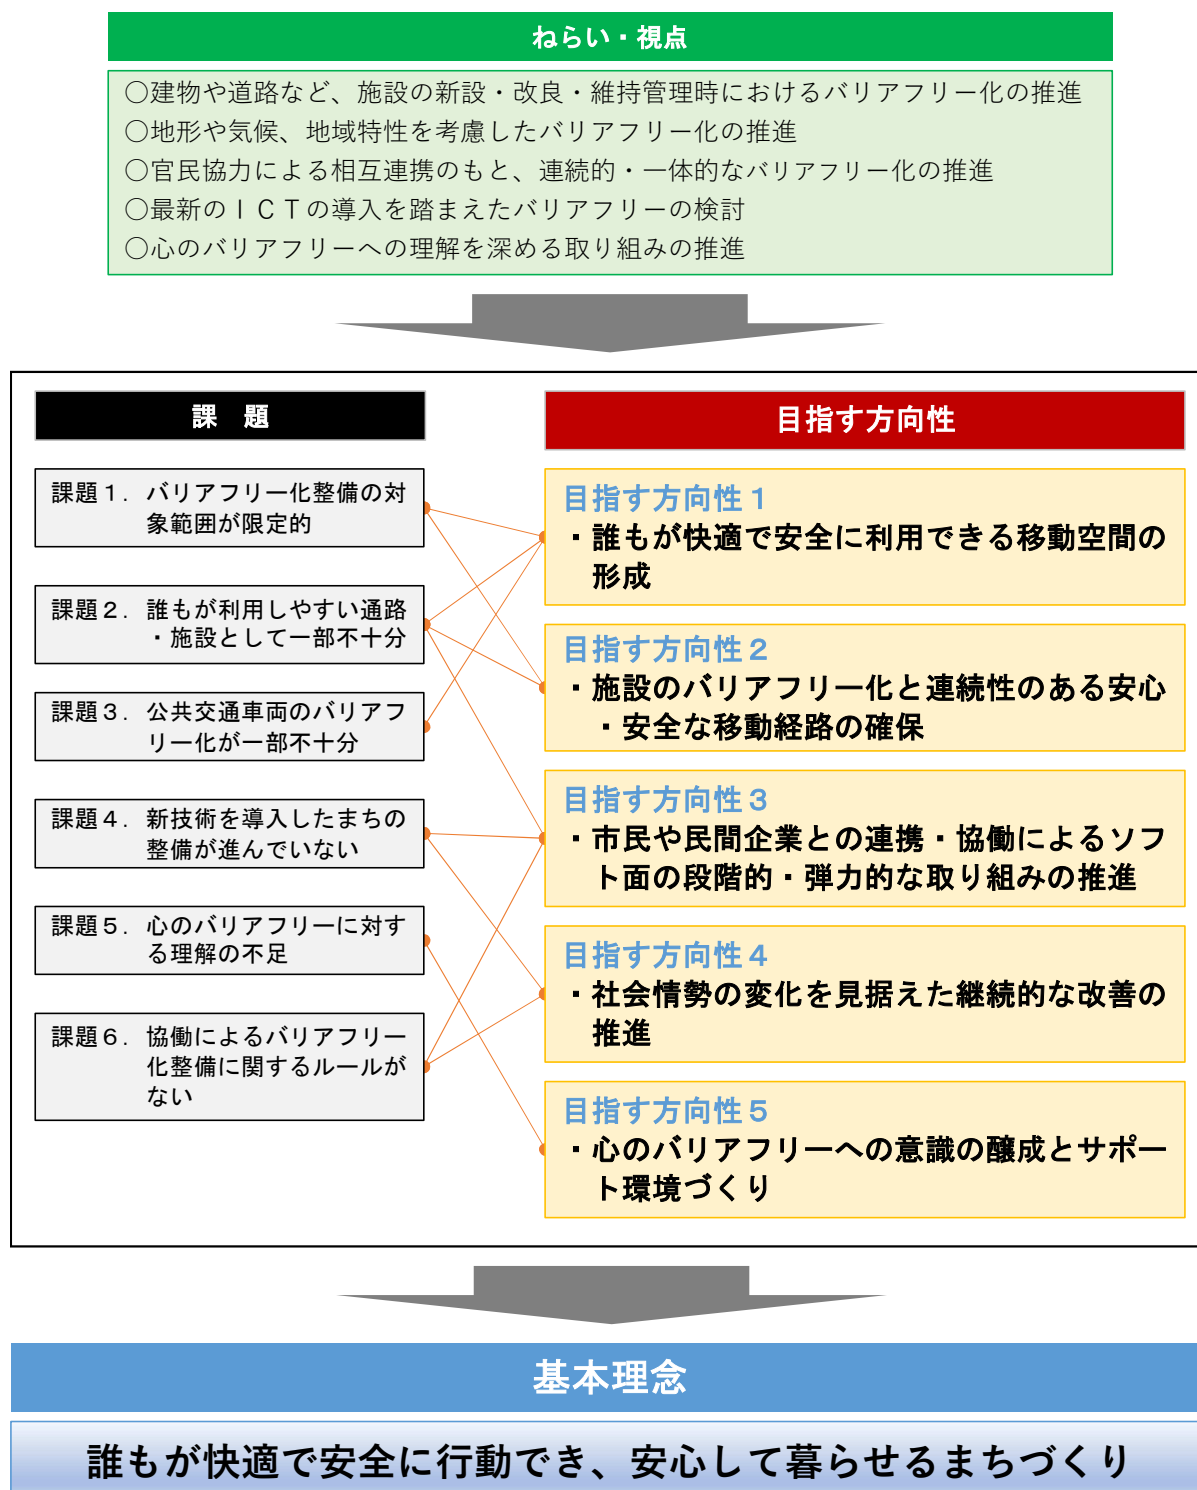 ねらい・視点
○建物や道路など、施設の新設・改良・維持管理時におけるバリアフリー化の推進
○地形や気候、地域特性を考慮したバリアフリー化の推進
○官民協力による相互連携のもと、連続的・一体的なバリアフリー化の推進
○最新のＩＣＴの導入を踏まえたバリアフリーの検討
○心のバリアフリーへの理解を深める取り組みの推進
課　題
課題１．バリアフリー化整備の対
象範囲が限定的
課題２．誰もが利用しやすい通路
・施設として一部不十分
課題３．公共交通車両のバリアフ
リー化が一部不十分
課題４．新技術を導入したまちの
整備が進んでいない
課題５．心のバリアフリーに対す
る理解の不足
課題６．協働によるバリアフリー
化整備に関するルールが
ない
目指す方向性
目指す方向性１
・誰もが快適で安全に利用できる移動空間の
形成
目指す方向性２
・施設のバリアフリー化と連続性のある安心
・安全な移動経路の確保
目指す方向性３
・市民や民間企業との連携・協働によるソフ
ト面の段階的・弾力的な取り組みの推進
目指す方向性４
・社会情勢の変化を見据えた継続的な改善の
推進
目指す方向性５
・心のバリアフリーへの意識の醸成とサポー
ト環境づくり
基本理念
誰もが快適で安全に行動でき、安心して暮らせるまちづくり